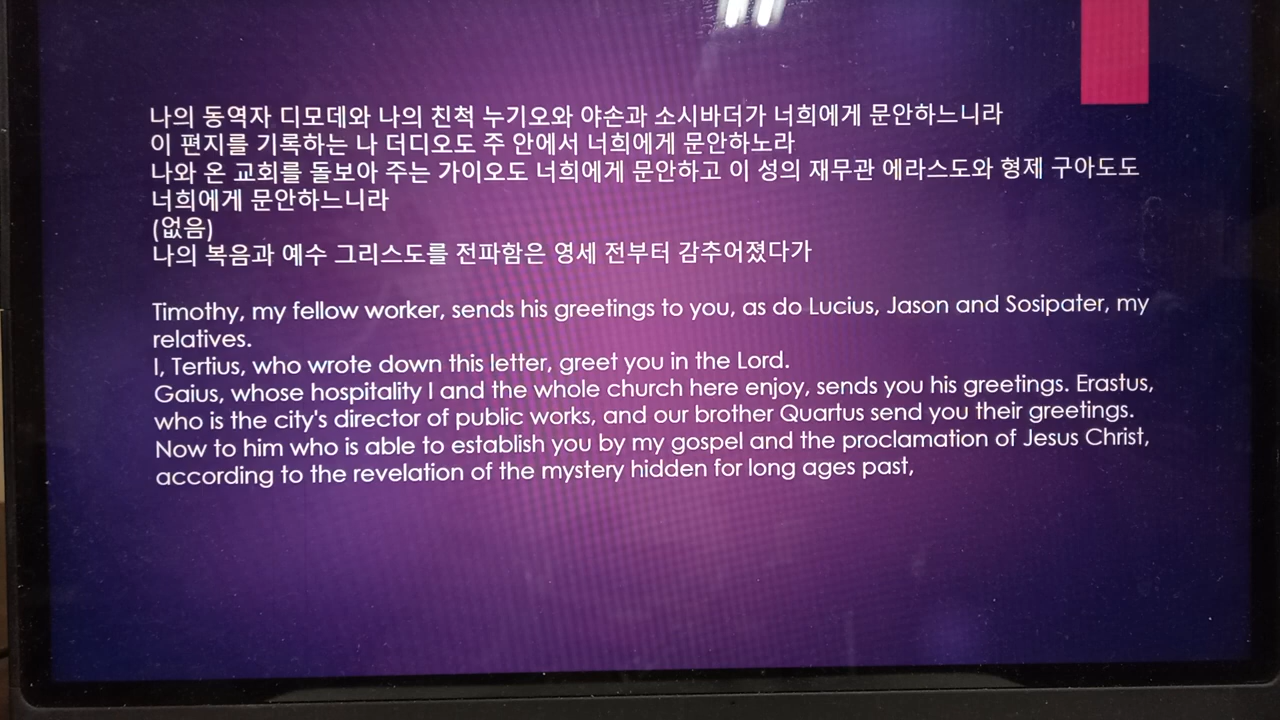 나의 동역자 디모데와 나의 친척 누기오와 야손과 소시바더가 너희에게 문안하느니라
이 편지를 기록하는 나 더디오도 주 안에서 너희에게 문안하노라
나와 온 교회를 돌보아 주는 가이오도 너희에게 문안하고 이 성의 재무관 에라스도와 형제 구아도도
너희에게 문안하느니라
(없음)
나의 복음과 예수 그리스도를 전파함은 영세 전부터 감추어졌다가
Timothy, my fellow worker, sends his greetings to you, as do Lucius, Jason and Sosipater, my
relatives.
I, Tertius, who wrote down this letter, greet you in the Lord.
Gaius, whose hospitality I and the whole church here enjoy, sends you his greetings. Erastus,
who is the city's director of public works, and our brother Quartus send you their greetings.
Now to him who is able to establish you by my gospel and the proclamation of Jesus Christ,
according to the revelation of the mystery hidden for long ages past,